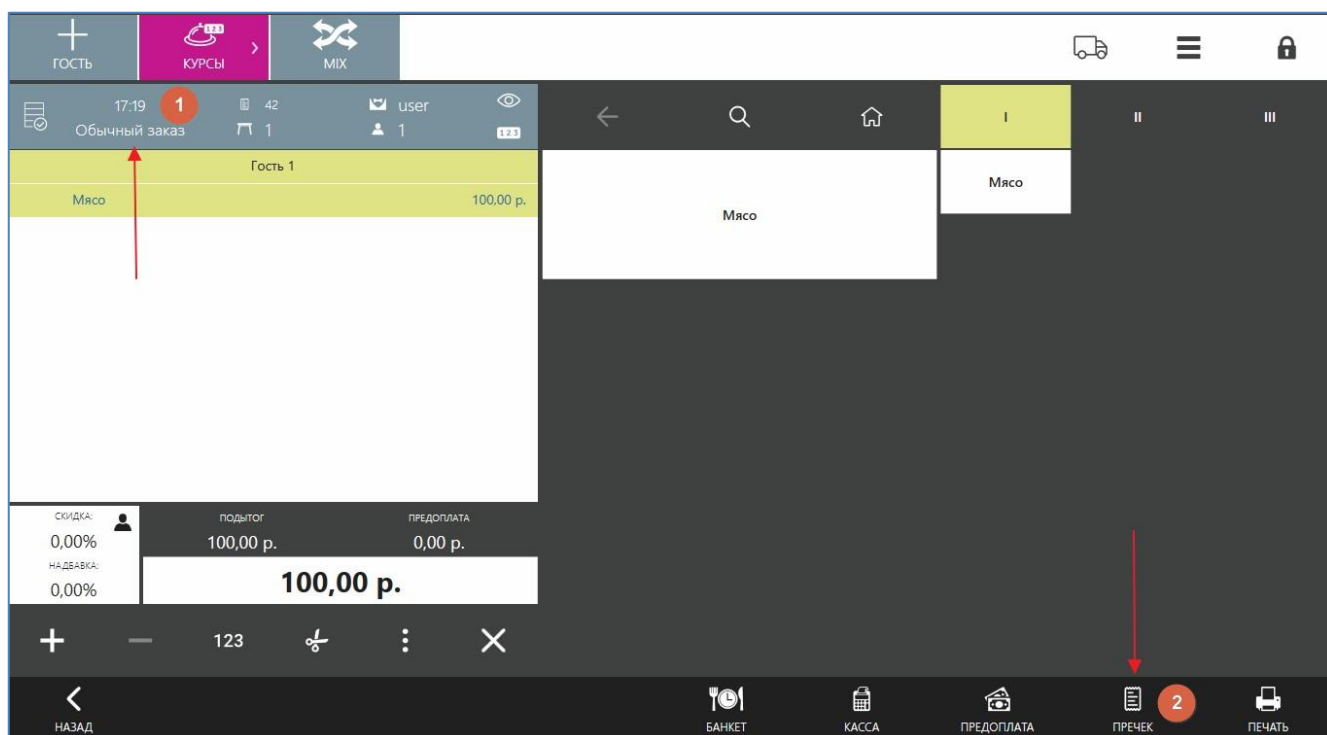 ГОСТЬ
КУРСЫ
MIX
17:19
1
42
user
Обычный заказ
1
1
123
I
II
III
Гость 1
Мясо 100,00 р.
Мясо
Мясо
СКИДКА:
0,00%
НАДБАВКА:
0,00%
ПОДЫТОГ
100,00 р.
ПРЕДОПЛАТА
0,00 р.
100,00 р.
123
НАЗАД
БАНКЕТ
КАССА
ПРЕДОПЛАТА
ПРЕЧЕК
2
ПЕЧАТЬ